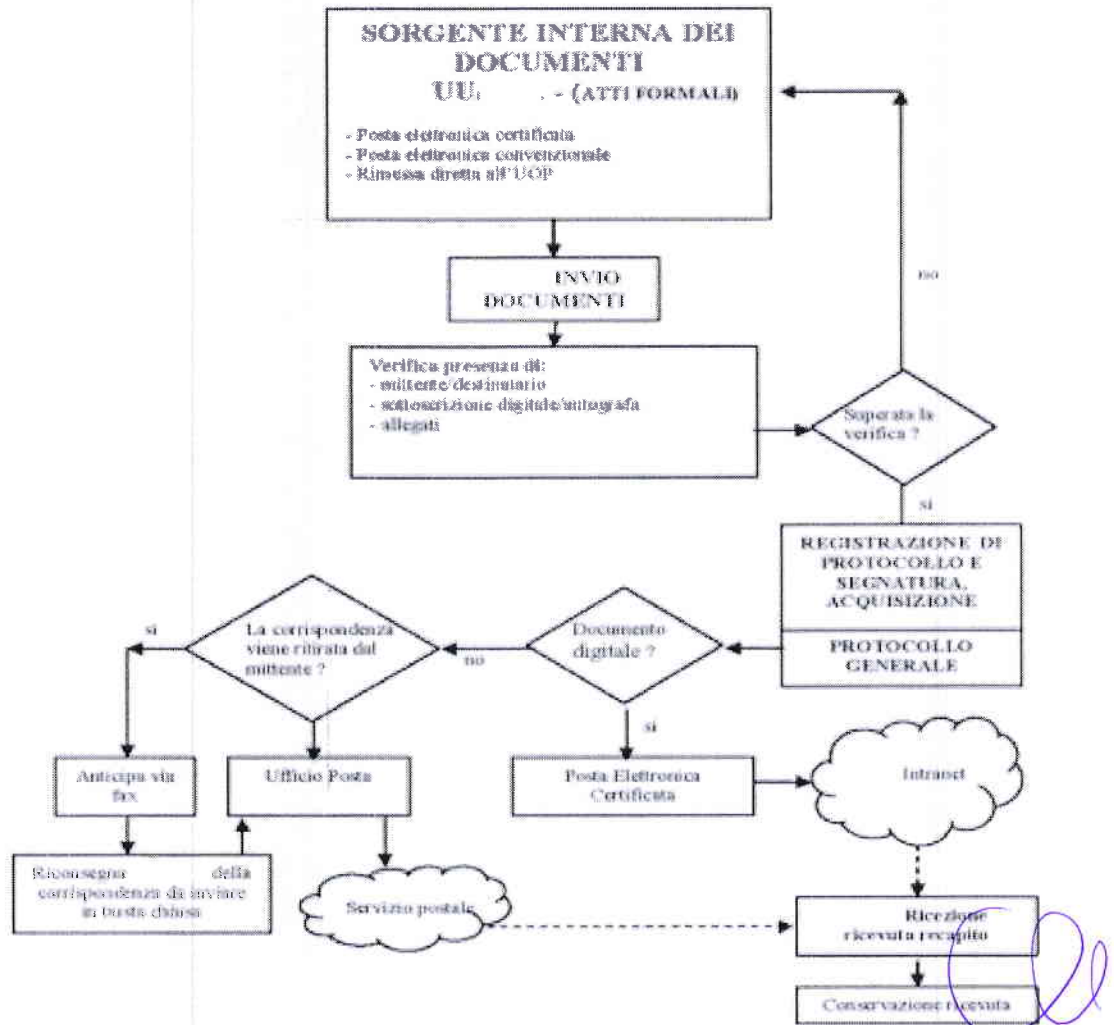 SORGENTE INTERNA DEI
DOCUMENTI
UU. . - (ATTI FORMALI)
- Posta elettronica certificata
- Posta elettronica convenzionale
- Rimessa diretta all'UOP
INVIO
DOCUMENTI
no
Verifica presenza di:
- mittente/destinatario
- sottoscrizione digitale/autografa
- allegati
Superata la
verifica ?
si
REGISTRAZIONE DI
PROTOCOLLO E
SEGNATURA,
ACQUISIZIONE
PROTOCOLLO
GENERALE
Documento
digitale ?
no
si
La corrispondenza
viene ritirata dal
mittente ?
si
Anticipa via
fax
Ufficio Posta
Posta Elettronica
Certificata
Intranet
Riconsegna della
corrispondenza da inviare
in busta chiusa
Servizio postale
Ricezione
ricevuta recapito
Conservazione ricevuta